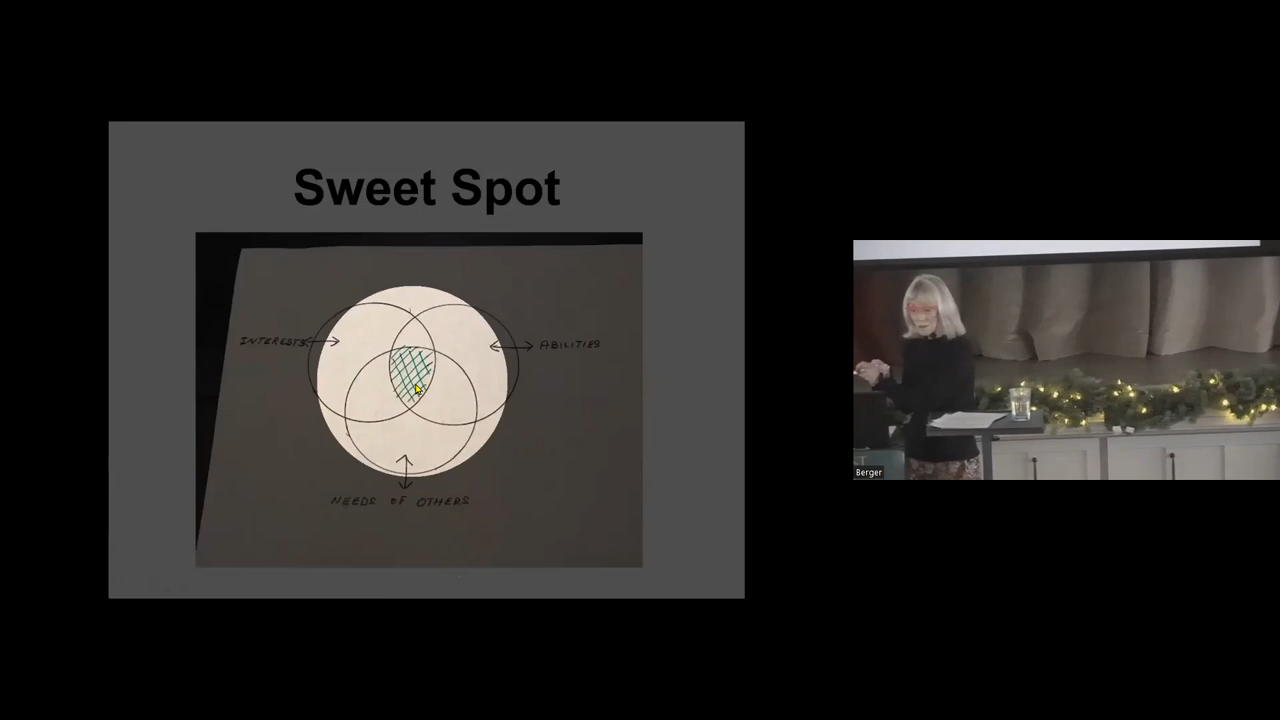 Sweet Spot
INTERESTS
ABILITIES
NEEDS OF OTHERS
Berger